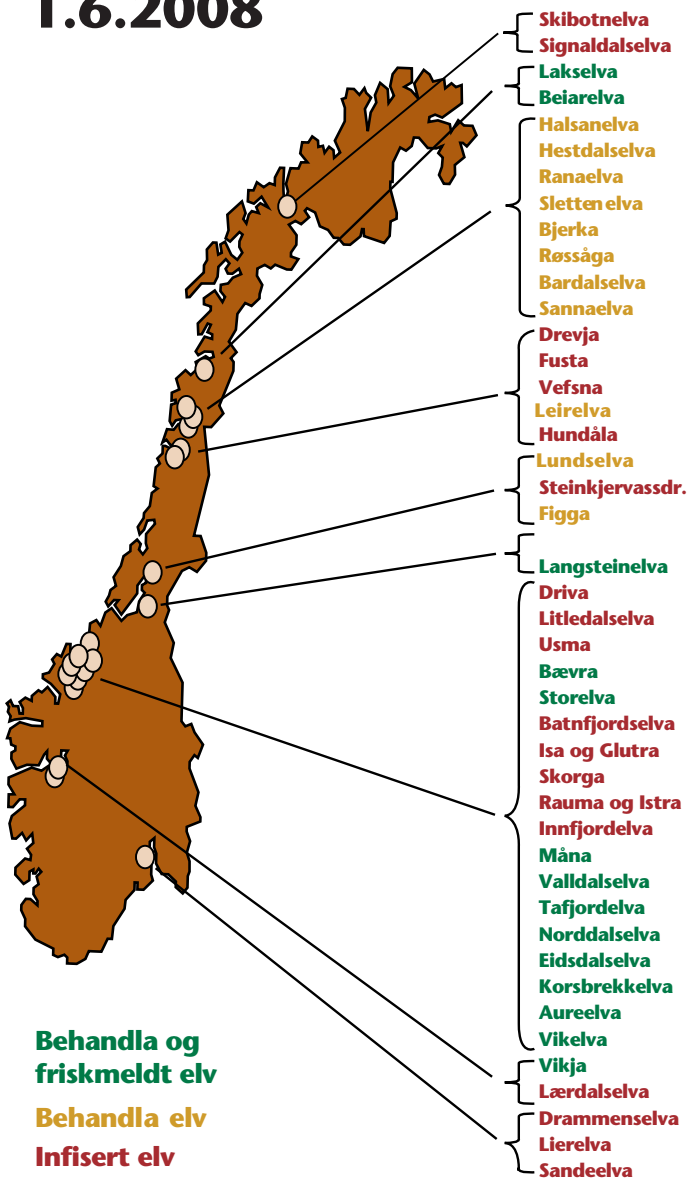 1.6.2008
Skibotnelva
Signaldalselva
Lakselva
Beiarelva
Halsanelva
Hestdalselva
Ranaelva
Slettenelva
Bjerka
Røssåga
Bardalselva
Sannaelva
Drevja
Fusta
Vefsna
Leirelva
Hundåla
Lundselva
Steinkjervassdr.
Figga
Langsteinelva
Driva
Litledalselva
Usma
Bævra
Storelva
Batnfjordselva
Isa og Glutra
Skorga
Rauma og Istra
Innfjordelva
Måna
Valldalselva
Tafjordelva
Norddalselva
Eidsdalselva
Korsbrekkelva
Aureelva
Vikelva
Vikja
Lærdalselva
Drammenselva
Lierelva
Sandeelva
Behandla og
friskmeldt elv
Behandla elv
Infisert elv